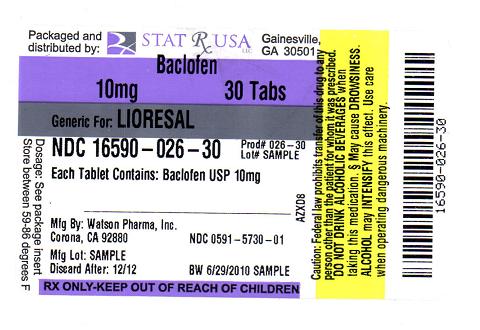 Packaged and
distributed by:
STAT Rx USA LLC
Gainesville,
GA 30501
Baclofen
10mg 30 Tabs
Generic For: LIORESAL
NDC 16590-026-30
Prod# 026-30
Lot# SAMPLE
Each Tablet Contains: Baclofen USP 10mg
AZXD8
Mfg By: Watson Pharma, Inc.
Corona, CA 92880
NDC 0591-5730-01
Mfg Lot: SAMPLE
Discard After: 12/12
BW 6/29/2010 SAMPLE
RX ONLY-KEEP OUT OF REACH OF CHILDREN
Dosage: See package insert
Store between 59-86 degrees F
Caution: Federal law prohibits transfer of this drug to any
person other than the patient for whom it was prescribed.
DO NOT DRINK ALCOHOLIC BEVERAGES when
taking this medication. § May cause DROWSINESS.
ALCOHOL may INTENSIFY this effect. Use care
when operating dangerous machinery.
16590-026-30